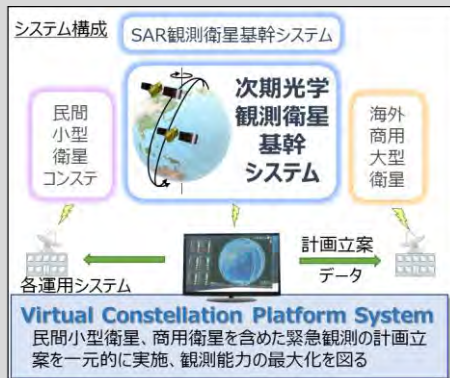 システム構成
SAR観測衛星基幹システム
民間
小型
衛星
コンステ
次期光学
観測衛星
基幹
システム
海外
商用
大型
衛星
計画立案
データ
各運用システム
Virtual Constellation Platform System
民間小型衛星、商用衛星を含めた緊急観測の計画立
案を一元的に実施、観測能力の最大化を図る